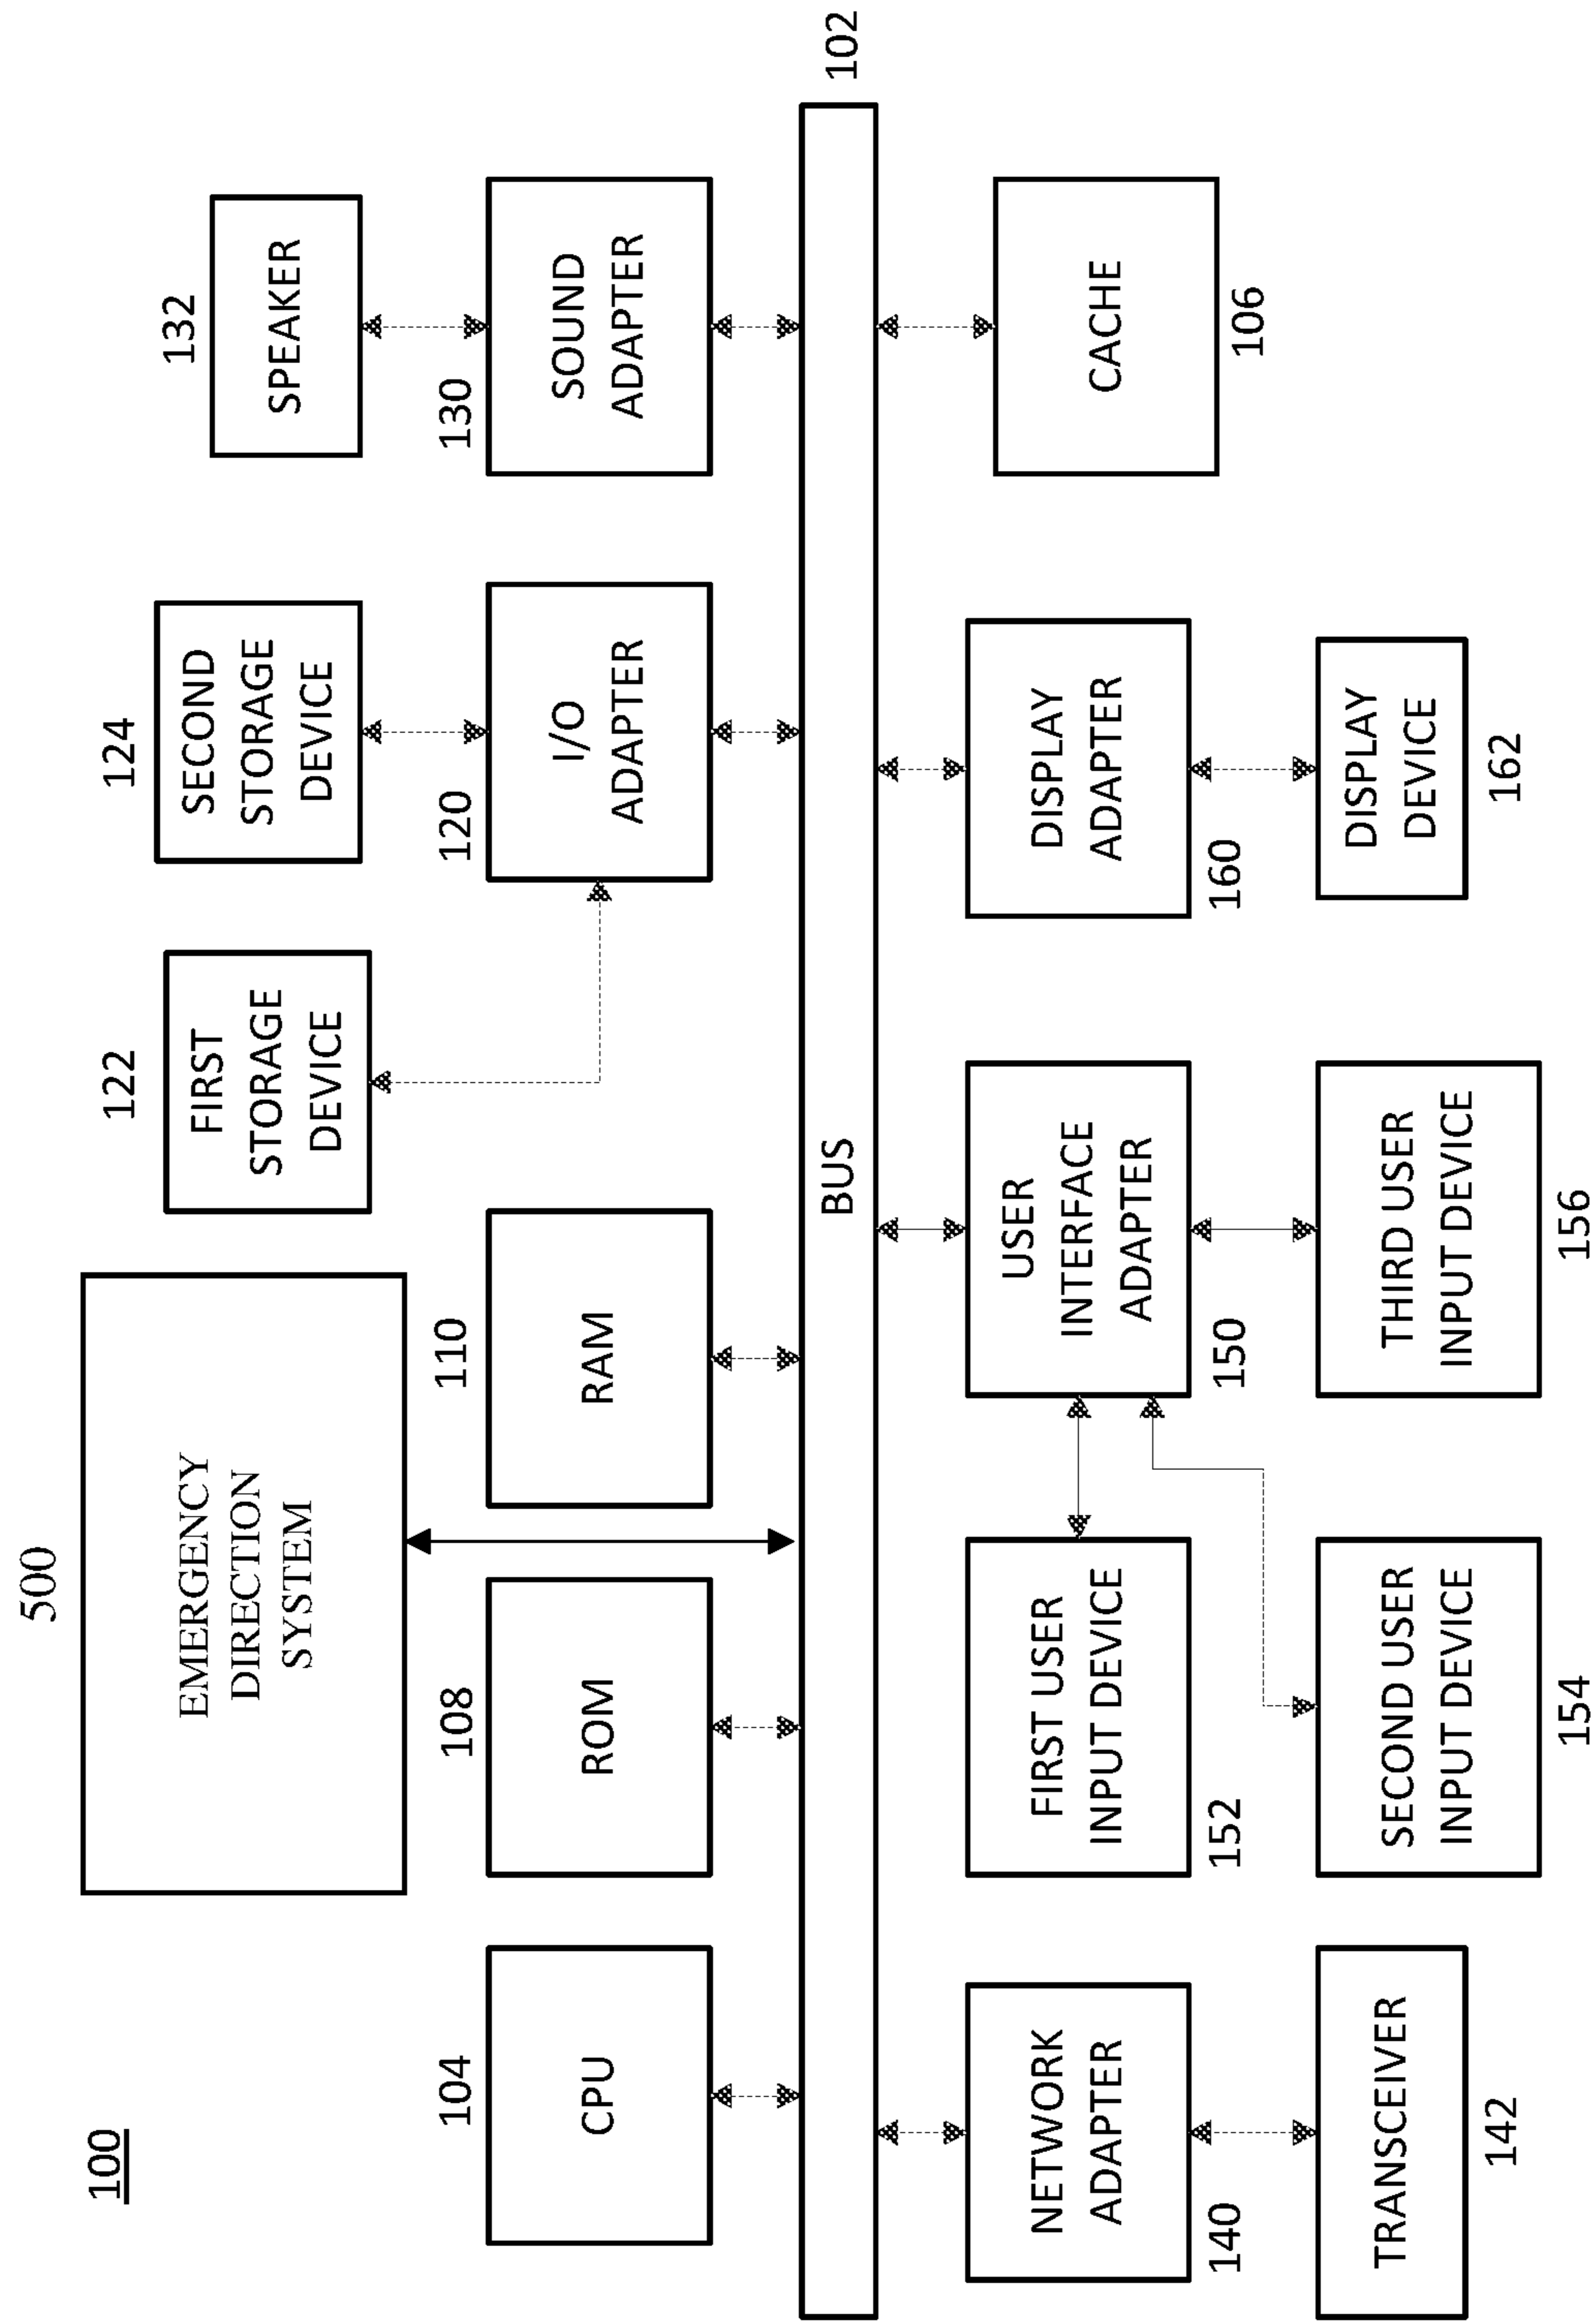 100
500
EMERGENCY
DIRECTION
SYSTEM
122
FIRST
STORAGE
DEVICE
124
SECOND
STORAGE
DEVICE
132
SPEAKER
104
CPU
108
ROM
110
RAM
120
I/O
ADAPTER
130
SOUND
ADAPTER
BUS
102
NETWORK
ADAPTER
140
FIRST USER
INPUT DEVICE
152
USER
INTERFACE
ADAPTER
150
DISPLAY
ADAPTER
160
CACHE
106
TRANSCEIVER
142
SECOND USER
INPUT DEVICE
154
THIRD USER
INPUT DEVICE
156
DISPLAY
DEVICE
162